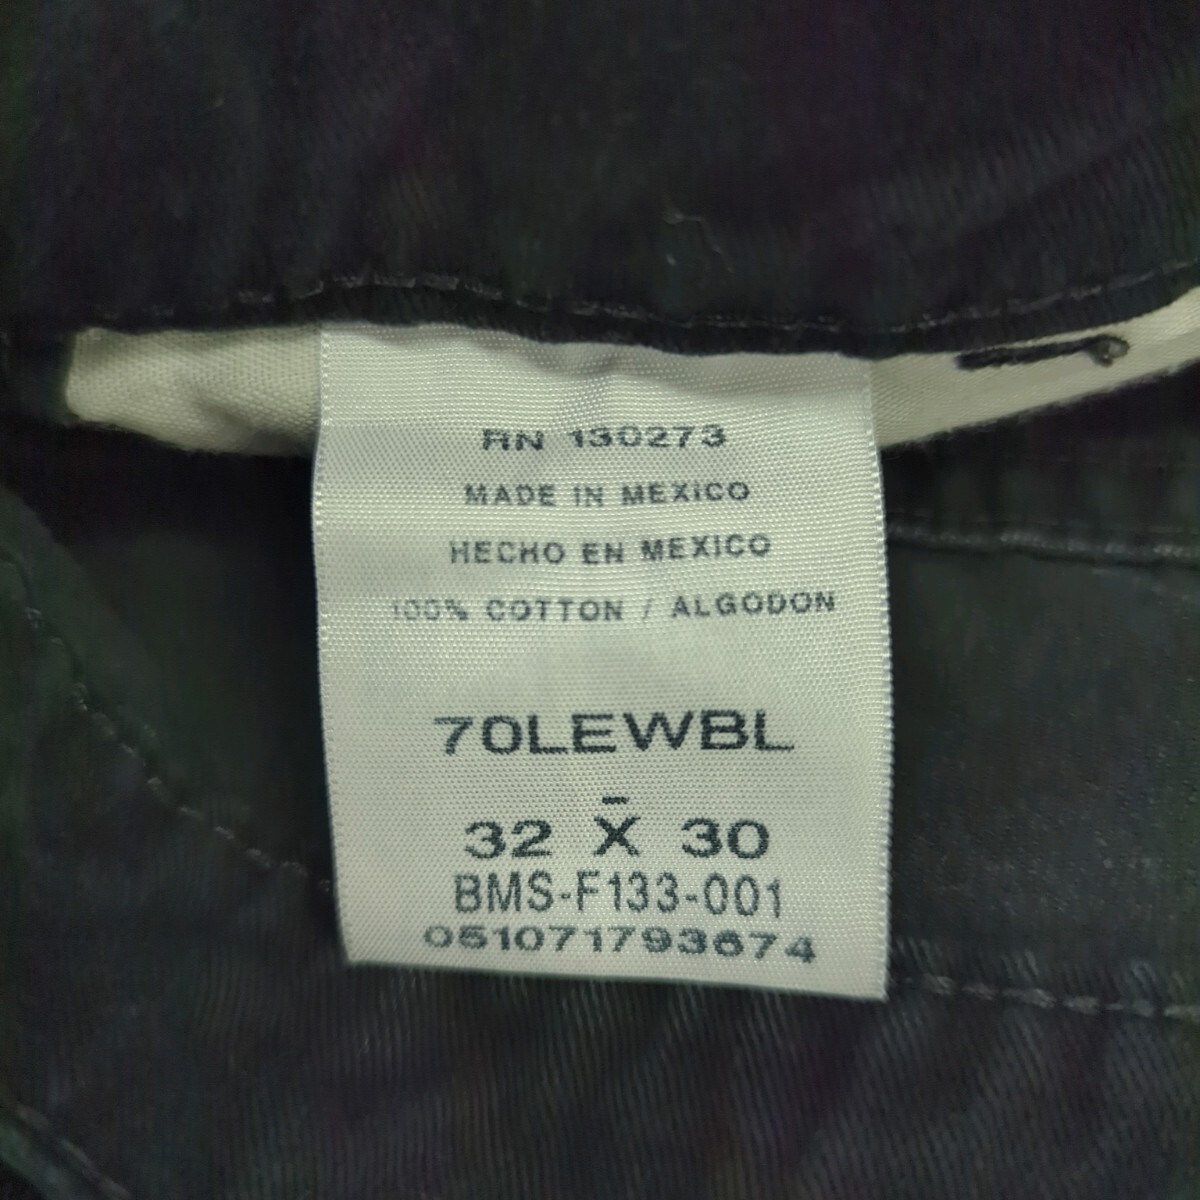 RN 130273
MADE IN MEXICO
HECHO EN MEXICO
100% COTTON / ALGODON
70LEWBL
-
32 X 30
BMS-F133-001
051071793674